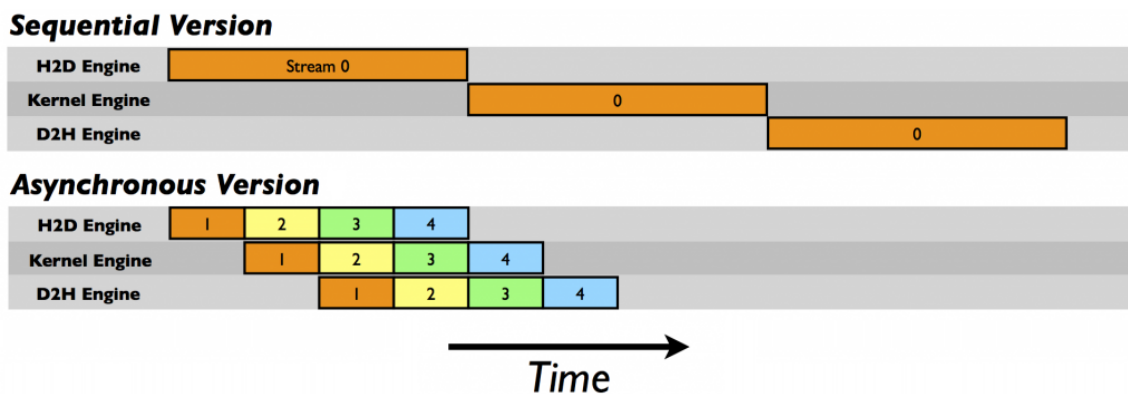 Sequential Version
H2D Engine Stream 0
Kernel Engine 0
D2H Engine 0
Asynchronous Version
H2D Engine 1 2 3 4
Kernel Engine 1 2 3 4
D2H Engine 1 2 3 4
Time